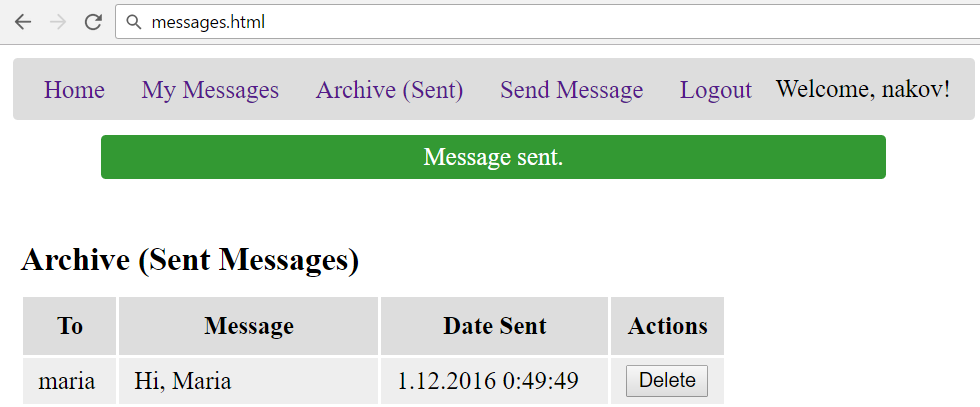 messages.html
Home My Messages Archive (Sent) Send Message Logout Welcome, nakov!
Message sent.
Archive (Sent Messages)
To Message Date Sent Actions
maria Hi, Maria 1.12.2016 0:49:49 Delete